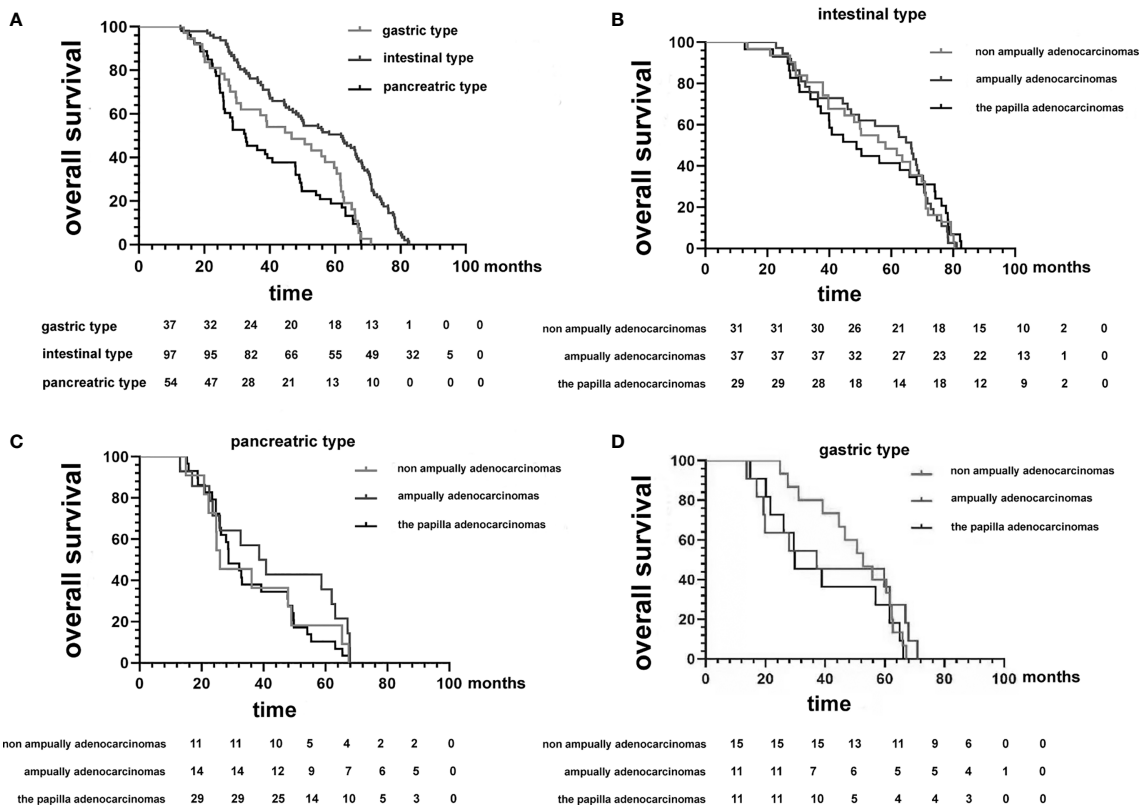 A
overall survival
100
80
60
40
20
0
0 20 40 60 80 100 months
time
gastric type
intestinal type
pancreatric type
gastric type 37 32 24 20 18 13 1 0 0
intestinal type 97 95 82 66 55 49 32 5 0
pancreatric type 54 47 28 21 13 10 0 0 0
B
intestinal type
overall survival
100
80
60
40
20
0
0 20 40 60 80 100 months
time
non ampually adenocarcinomas
ampually adenocarcinomas
the papilla adenocarcinomas
non ampually adenocarcinomas 31 31 30 26 21 18 15 10 2 0
ampually adenocarcinomas 37 37 37 32 27 23 22 13 1 0
the papilla adenocarcinomas 29 29 28 18 14 18 12 9 2 0
C
pancreatric type
overall survival
100
80
60
40
20
0
0 20 40 60 80 100 months
time
non ampually adenocarcinomas
ampually adenocarcinomas
the papilla adenocarcinomas
non ampually adenocarcinomas 11 11 10 5 4 2 2 0
ampually adenocarcinomas 14 14 12 9 7 6 5 0
the papilla adenocarcinomas 29 29 25 14 10 5 3 0
D
gastric type
overall survival
100
80
60
40
20
0
0 20 40 60 80 100 months
time
non ampually adenocarcinomas
ampually adenocarcinomas
the papilla adenocarcinomas
non ampually adenocarcinomas 15 15 15 13 11 9 6 0 0
ampually adenocarcinomas 11 11 7 6 5 5 4 1 0
the papilla adenocarcinomas 11 11 10 5 4 4 3 0 0